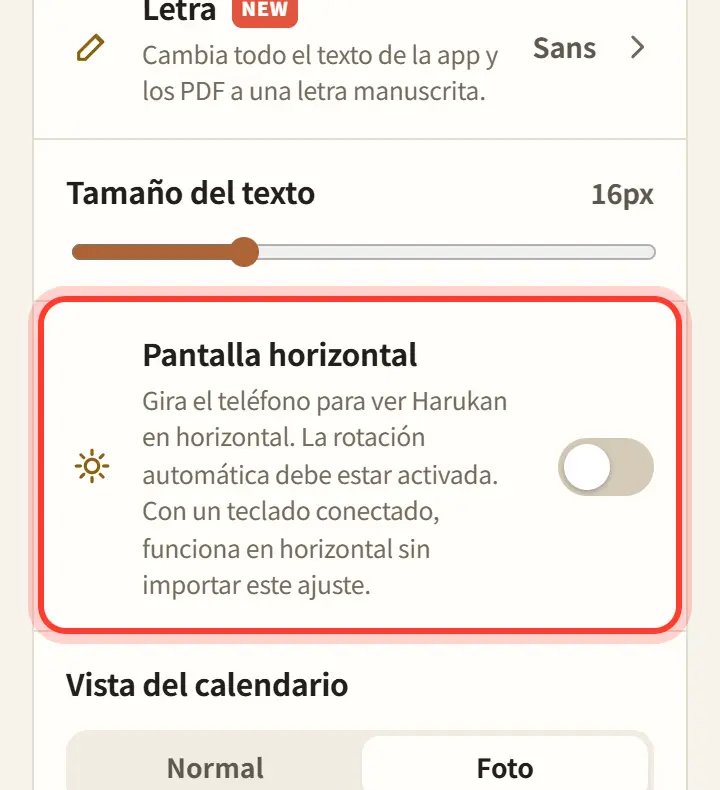 Letra NEW
Cambia todo el texto de la app y
los PDF a una letra manuscrita.
Sans
Tamaño del texto
16px
Pantalla horizontal
Gira el teléfono para ver Harukan
en horizontal. La rotación
automática debe estar activada.
Con un teclado conectado,
funciona en horizontal sin
importar este ajuste.
Vista del calendario
Normal
Foto